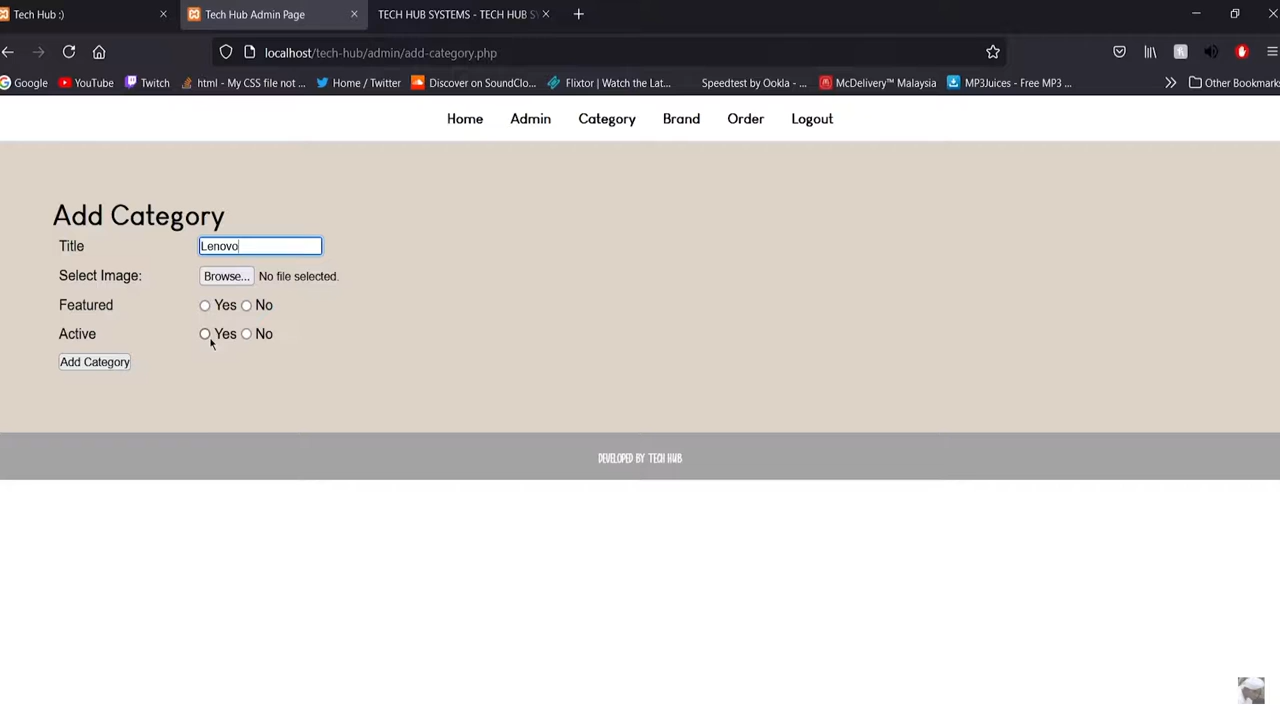 Tech Hub :)
Tech Hub Admin Page
TECH HUB SYSTEMS - TECH HUB S
localhost/tech-hub/admin/add-category.php
Google YouTube Twitch html - My CSS file not ... Home / Twitter Discover on SoundClo... Flixtor | Watch the Lat... Speedtest by Ookla - ... McDelivery™ Malaysia MP3Juices - Free MP3 ... Other Bookmarks
Home Admin Category Brand Order Logout
Add Category
Title Lenovo
Select Image: Browse... No file selected.
Featured Yes No
Active Yes No
Add Category
DEVELOPED BY TECH HUB